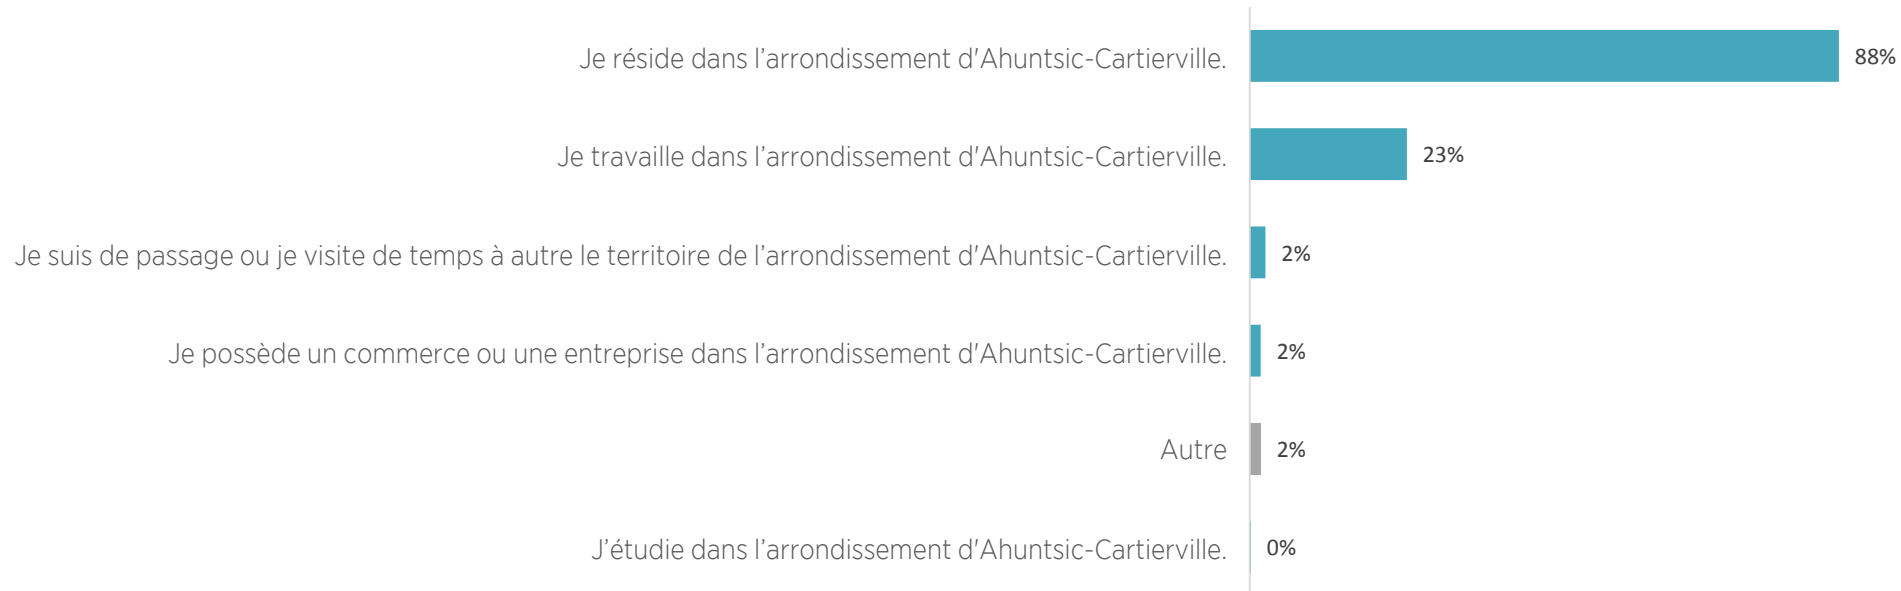 Je réside dans l’arrondissement d'Ahuntsic-Cartierville. 88%
Je travaille dans l’arrondissement d'Ahuntsic-Cartierville. 23%
Je suis de passage ou je visite de temps à autre le territoire de l’arrondissement d'Ahuntsic-Cartierville. 2%
Je possède un commerce ou une entreprise dans l’arrondissement d'Ahuntsic-Cartierville. 2%
Autre 2%
J’étudie dans l’arrondissement d'Ahuntsic-Cartierville. 0%